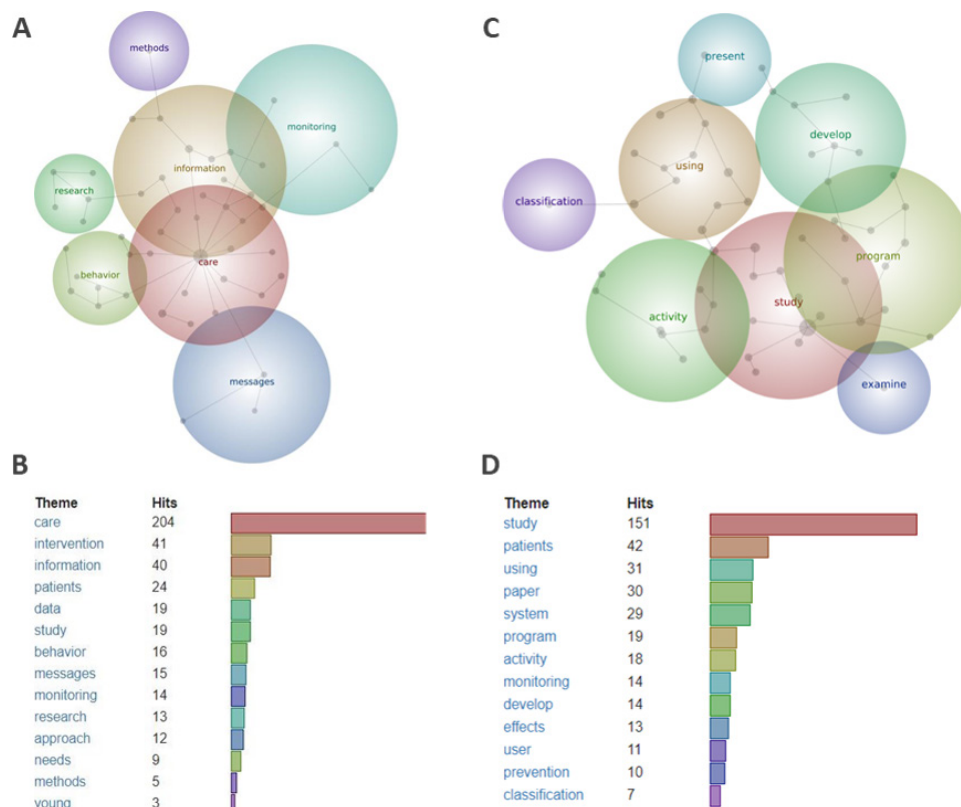 A
methods
monitoring
information
research
behavior
care
messages
C
present
develop
using
classification
program
study
activity
examine
B
Theme Hits
care 204
intervention 41
information 40
patients 24
data 19
study 19
behavior 16
messages 15
monitoring 14
research 13
approach 12
needs 9
methods 5
young 3
D
Theme Hits
study 151
patients 42
using 31
paper 30
system 29
program 19
activity 18
monitoring 14
develop 14
effects 13
user 11
prevention 10
classification 7